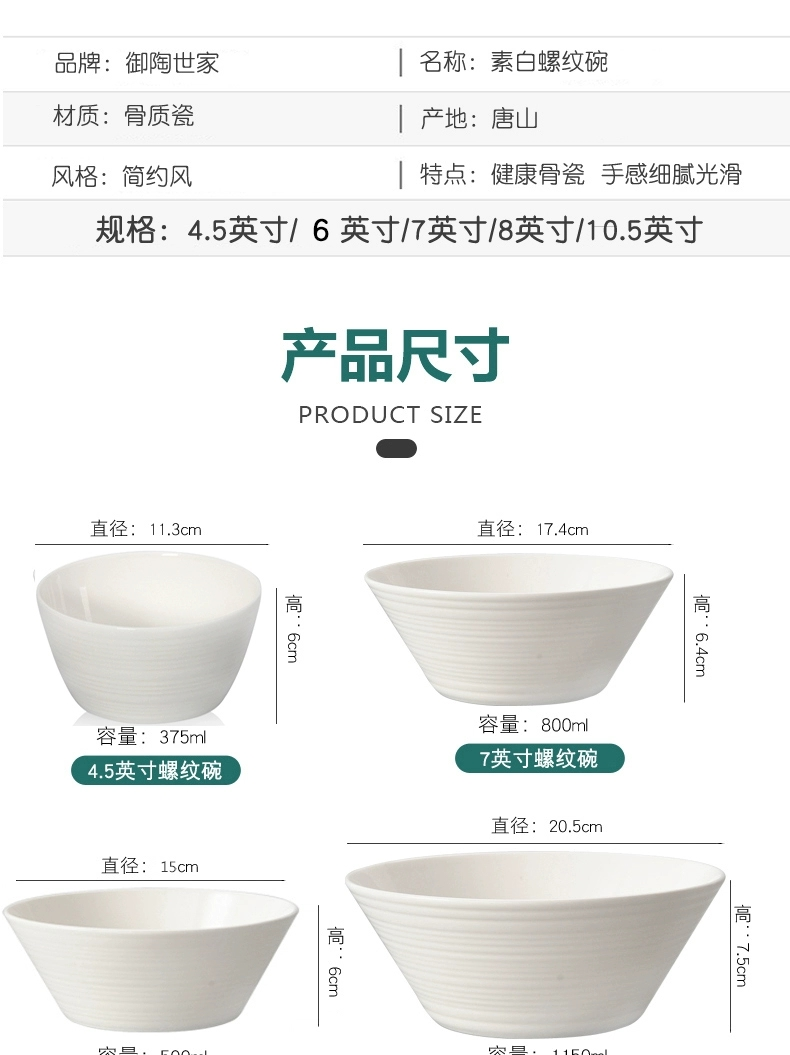 品牌：御陶世家
名称：素白螺纹碗
材质：骨质瓷
产地：唐山
风格：简约风
特点：健康骨瓷 手感细腻光滑
规格：4.5英寸/ 6 英寸/7英寸/8英寸/10.5英寸
产品尺寸
PRODUCT SIZE
直径：11.3cm
高：6cm
容量：375ml
4.5英寸螺纹碗
直径：17.4cm
高：6.4cm
容量：800ml
7英寸螺纹碗
直径：15cm
高：6cm
容量：500ml
直径：20.5cm
高：7.5cm
容量：1150ml